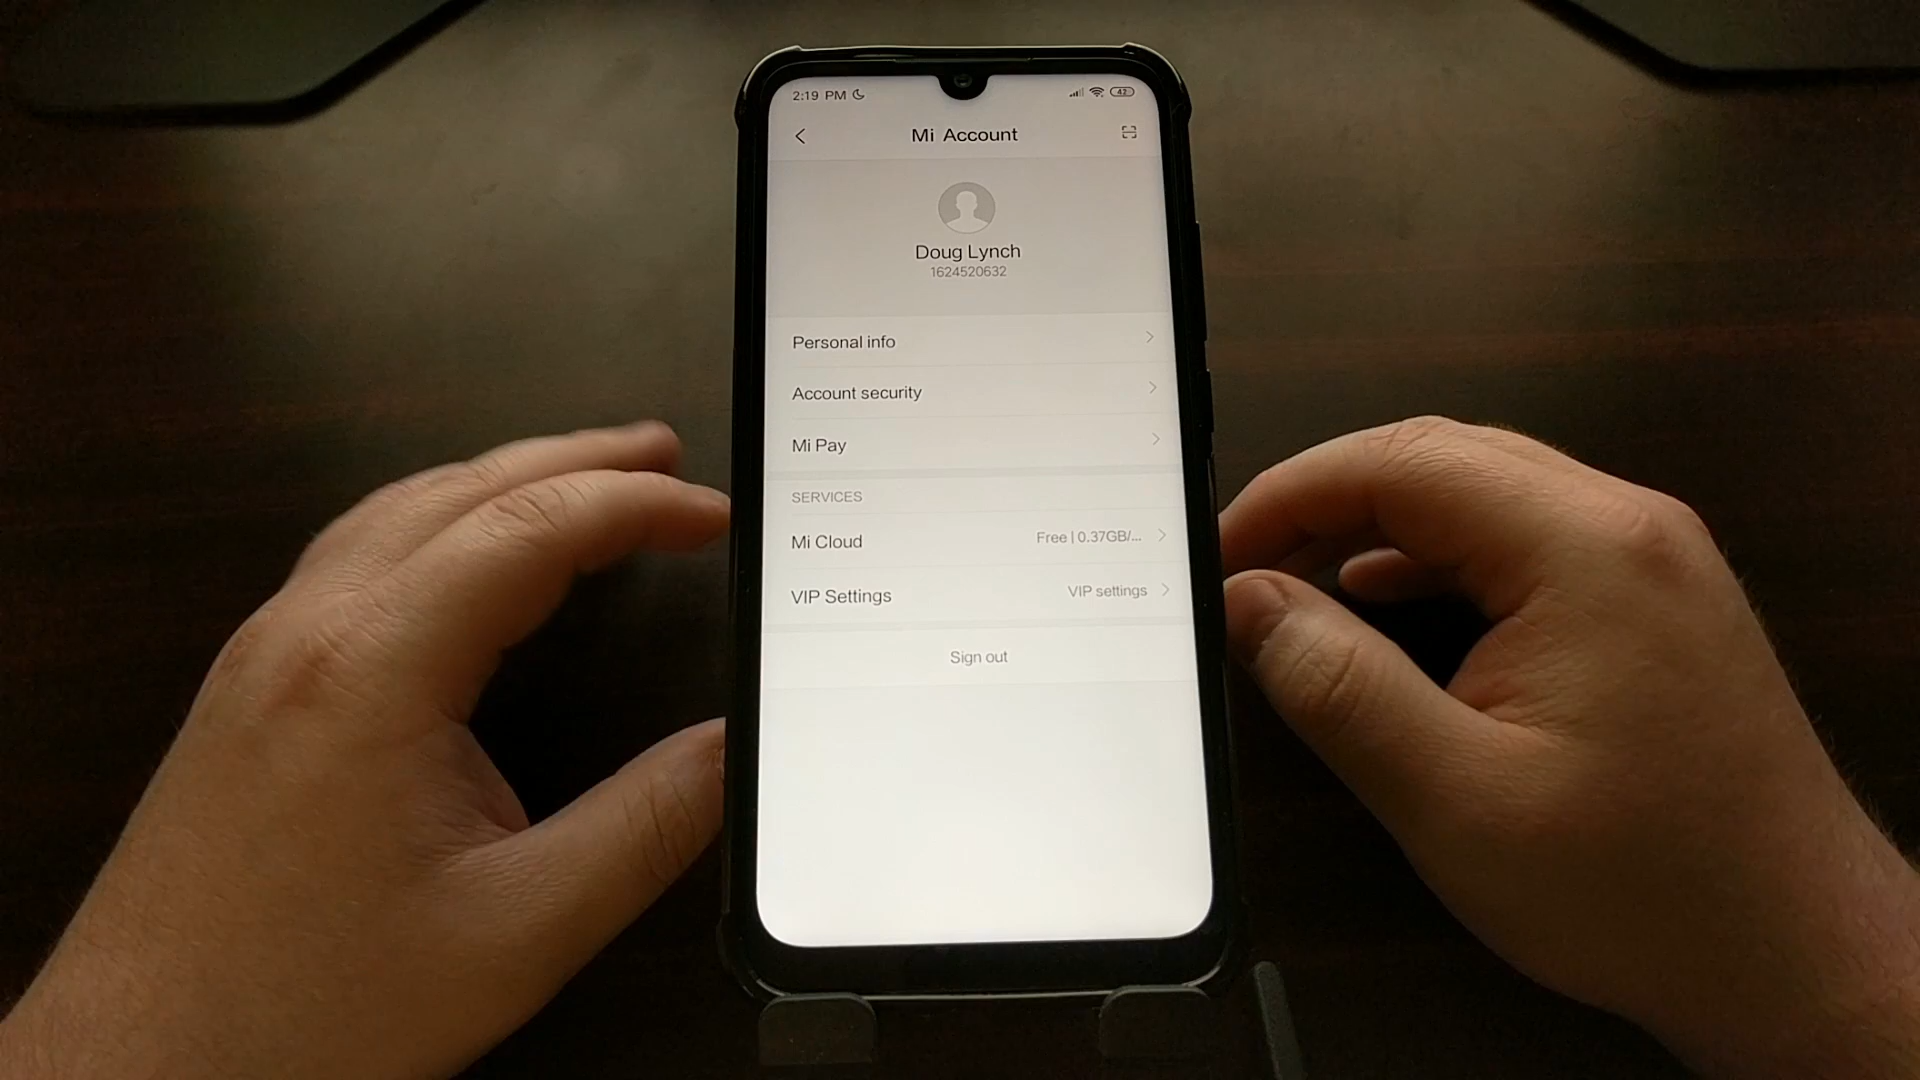 2:19 PM 42
Mi Account
Doug Lynch
1624520632
Personal info
Account security
Mi Pay
SERVICES
Mi Cloud Free | 0.37GB/...
VIP Settings VIP settings
Sign out